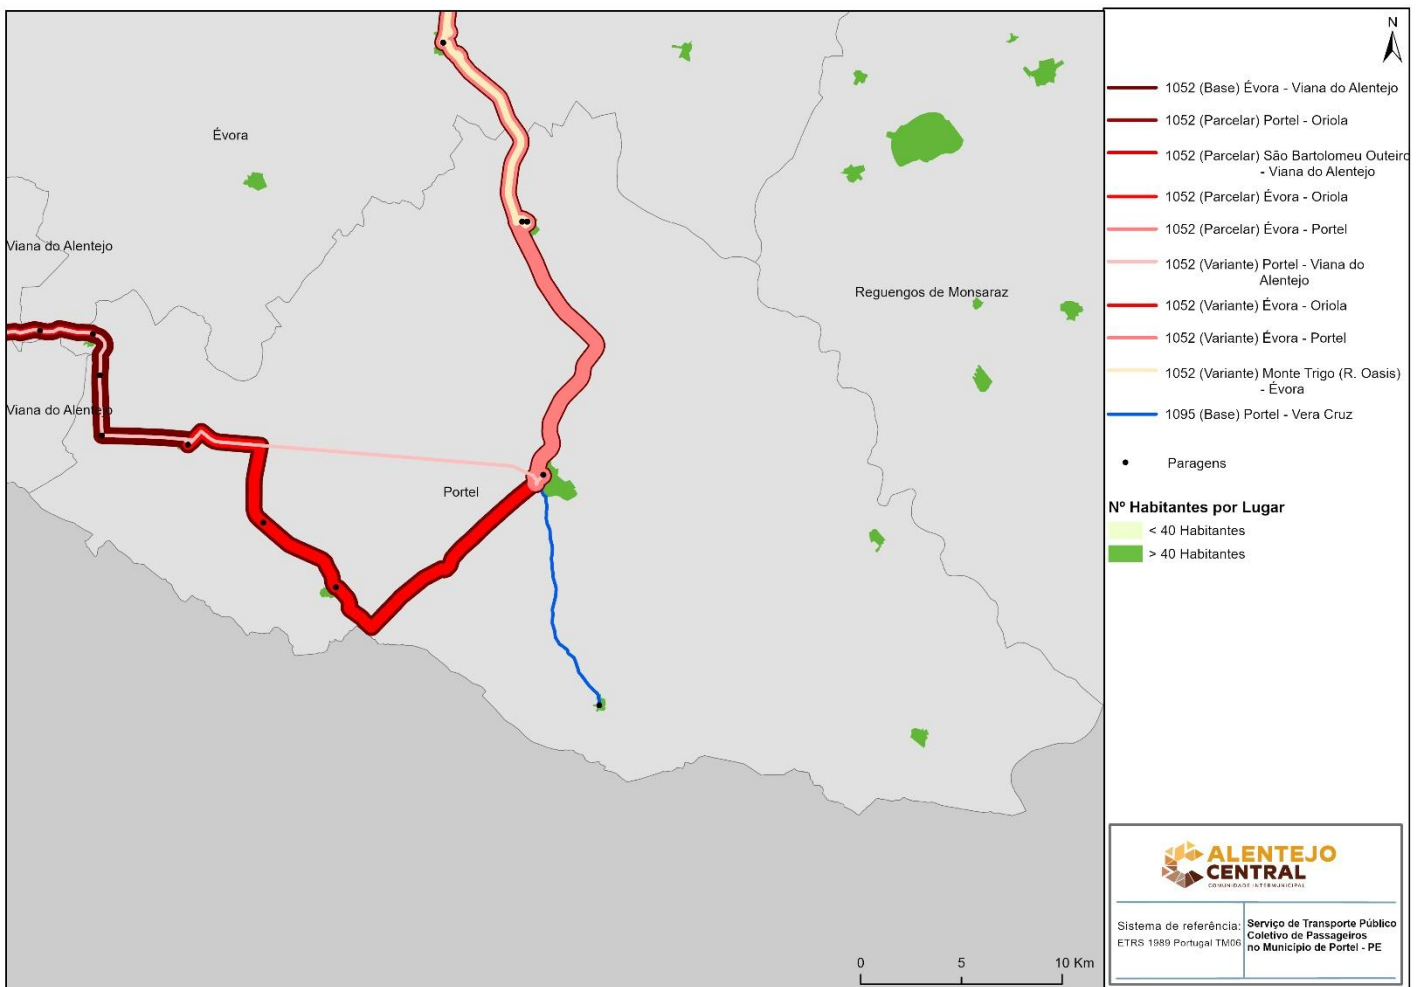 Évora
Viana do Alentejo
Reguengos de Monsaraz
Viana do Alentejo
Portel
0 5 10 Km
N
1052 (Base) Évora - Viana do Alentejo
1052 (Parcelar) Portel - Oriola
1052 (Parcelar) São Bartolomeu Outeiro
- Viana do Alentejo
1052 (Parcelar) Évora - Oriola
1052 (Parcelar) Évora - Portel
1052 (Variante) Portel - Viana do
Alentejo
1052 (Variante) Évora - Oriola
1052 (Variante) Évora - Portel
1052 (Variante) Monte Trigo (R. Oasis)
- Évora
1095 (Base) Portel - Vera Cruz
Paragens
Nº Habitantes por Lugar
< 40 Habitantes
> 40 Habitantes
ALENTEJO
CENTRAL
COMUNIDADE INTERMUNICIPAL
Sistema de referência:
ETRS 1989 Portugal TM06
Serviço de Transporte Público
Coletivo de Passageiros
no Município de Portel - PE